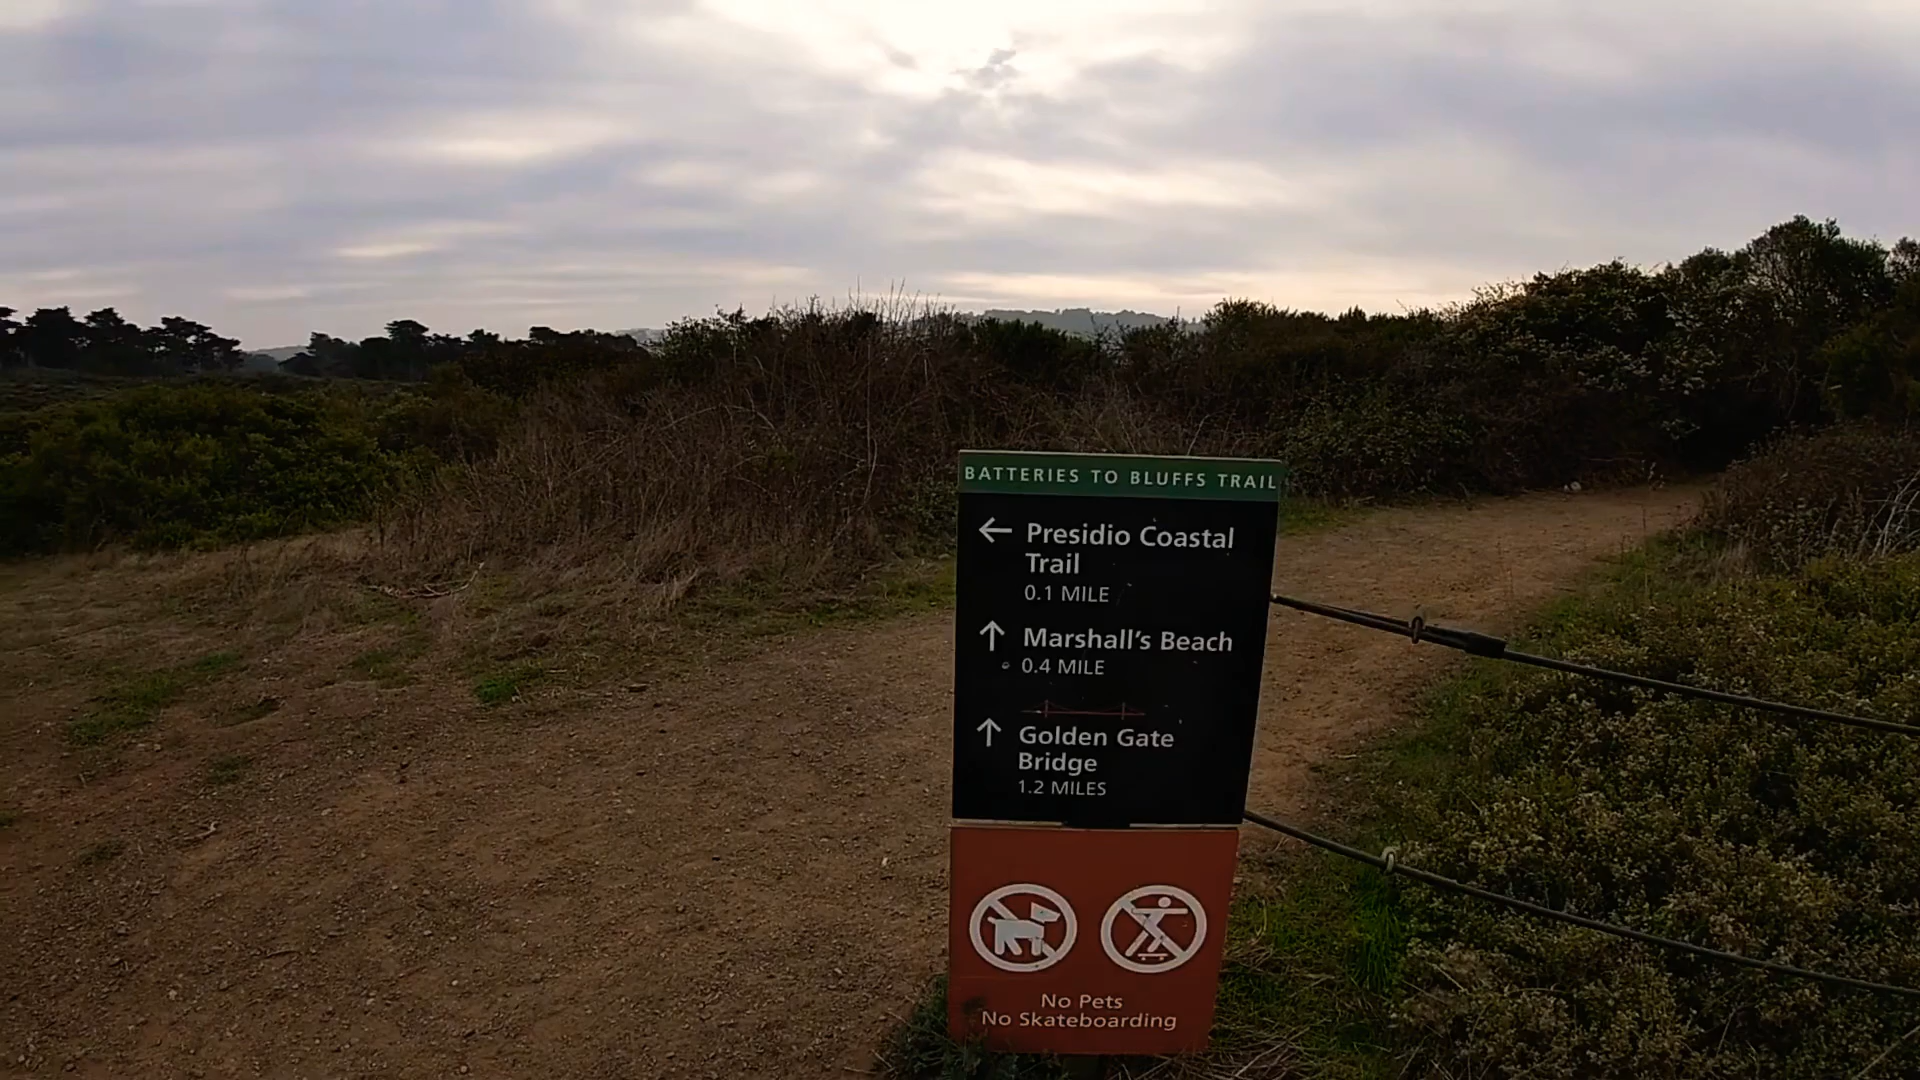 BATTERIES TO BLUFFS TRAIL
← Presidio Coastal
Trail
0.1 MILE
↑ Marshall's Beach
0.4 MILE
↑ Golden Gate
Bridge
1.2 MILES
No Pets
No Skateboarding